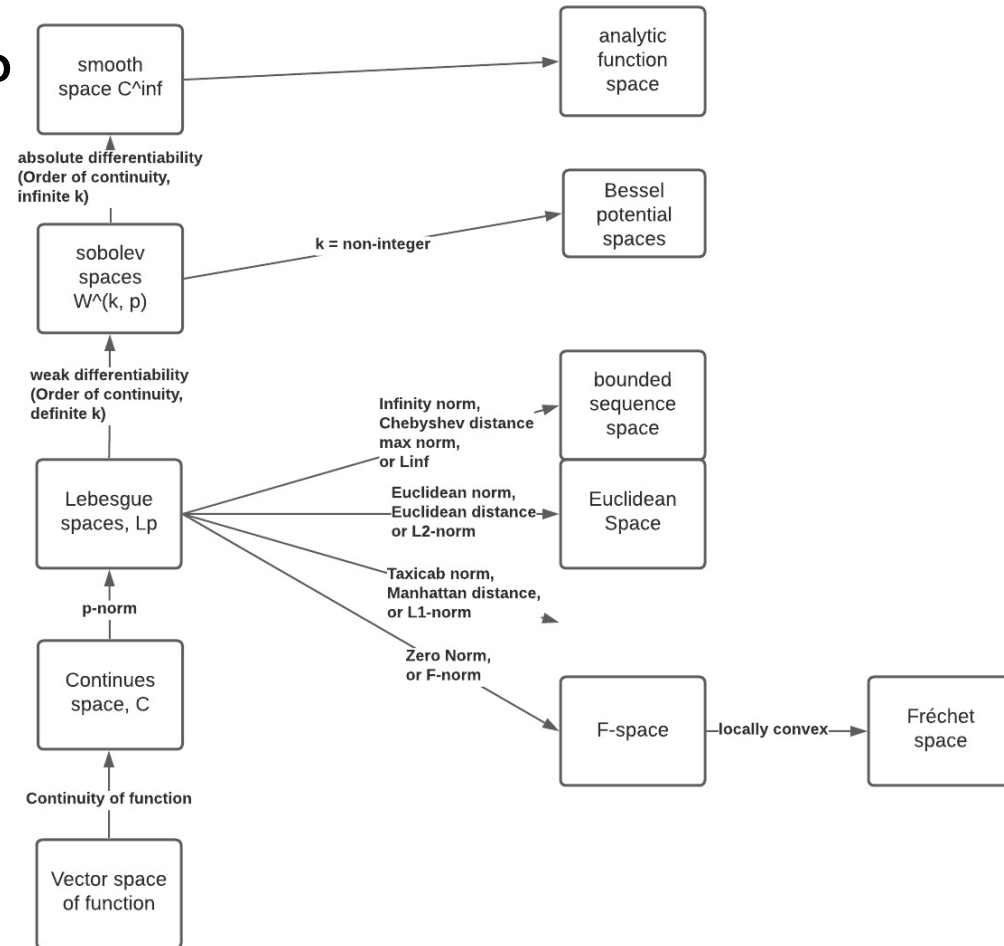 smooth
space C^inf
analytic
function
space
absolute differentiability
(Order of continuity,
infinite k)
sobolev
spaces
W^(k, p)
k = non-integer
Bessel
potential
spaces
weak differentiability
(Order of continuity,
definite k)
Infinity norm,
Chebyshev distance
max norm,
or Linf
bounded
sequence
space
Lebesgue
spaces, Lp
Euclidean norm,
Euclidean distance
or L2-norm
Euclidean
Space
Taxicab norm,
Manhattan distance,
or L1-norm
p-norm
Zero Norm,
or F-norm
Continues
space, C
F-space
locally convex
Fréchet
space
Continuity of function
Vector space
of function